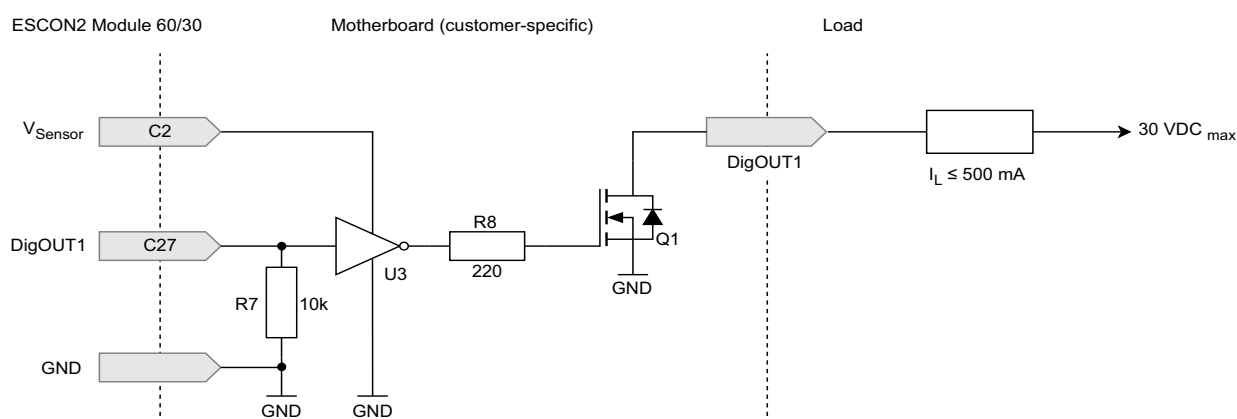 ESCON2 Module 60/30
Motherboard (customer-specific)
Load
VSensor
C2
DigOUT1
30 VDC max
IL ≤ 500 mA
DigOUT1
C27
R8
220
U3
Q1
GND
R7
10k
GND
GND
GND